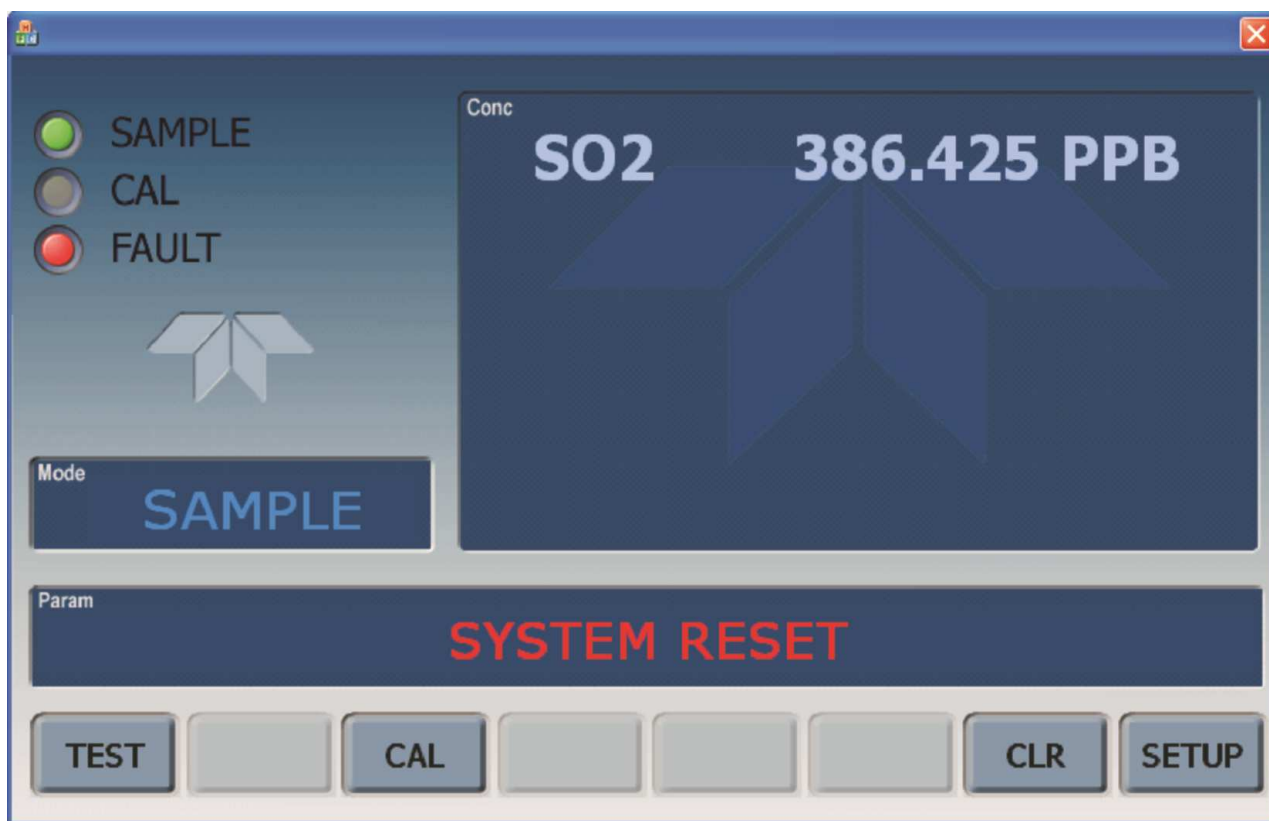 SAMPLE
CAL
FAULT
Conc
SO2 386.425 PPB
Mode
SAMPLE
Param
SYSTEM RESET
TEST CAL CLR SETUP